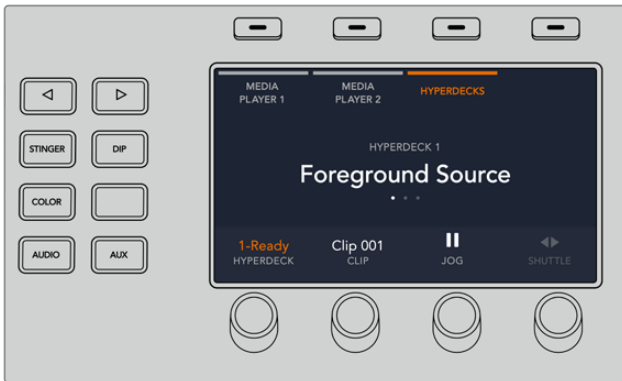 MEDIA
PLAYER 1
MEDIA
PLAYER 2
HYPERDECKS
STINGER
DIP
HYPERDECK 1
Foreground Source
COLOR
1-Ready
HYPERDECK
Clip 001
CLIP
JOG
SHUTTLE
AUDIO
AUX